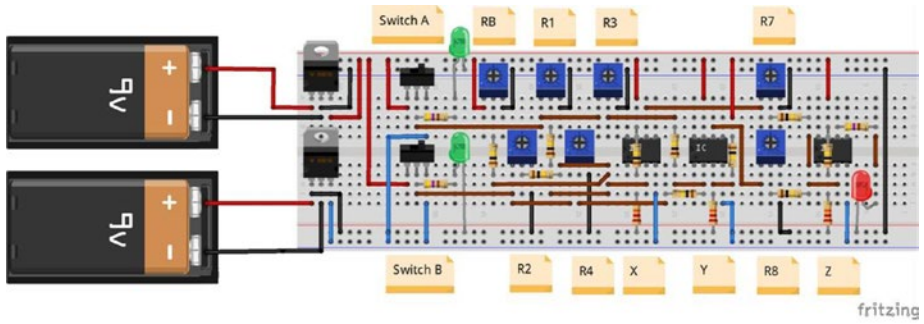 Switch A
RB
R1
R3
R7
9V
IC
9V
Switch B
R2
R4
X
Y
R8
Z
fritzing